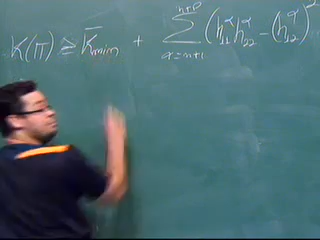 K(π) ≥ K̄_min + Σ_{α=n+1}^{n+p} (h^α_{11} h^α_{22} − (h^α_{12})^2